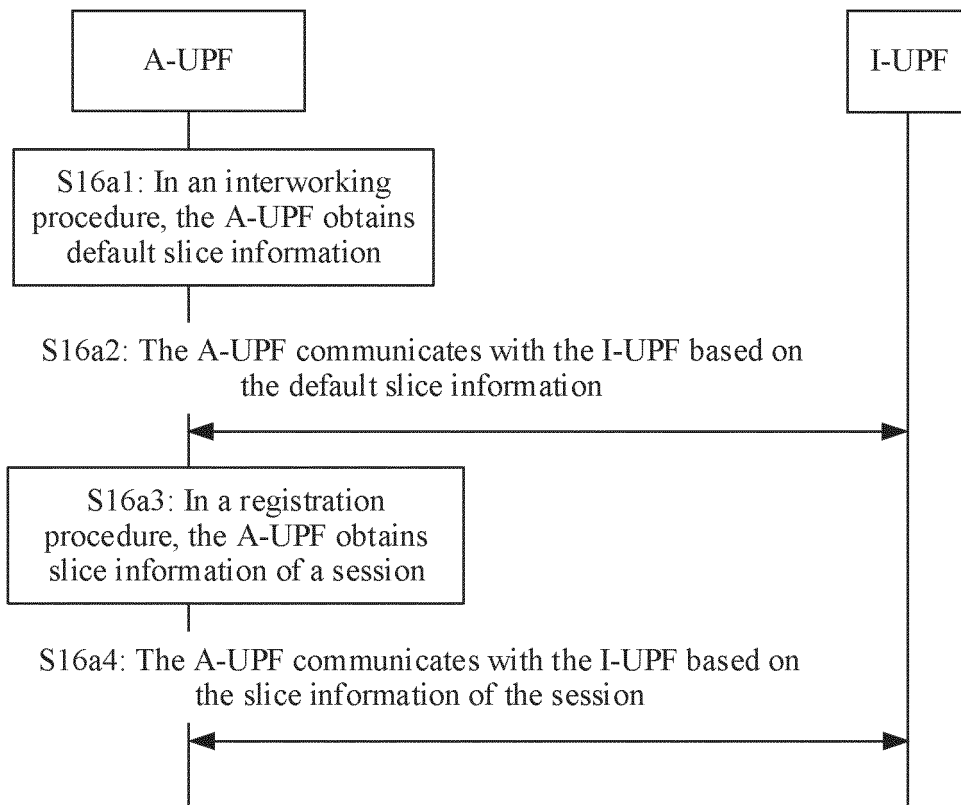 A-UPF
I-UPF
S16a1: In an interworking
procedure, the A-UPF obtains
default slice information
S16a2: The A-UPF communicates with the I-UPF based on
the default slice information
S16a3: In a registration
procedure, the A-UPF obtains
slice information of a session
S16a4: The A-UPF communicates with the I-UPF based on
the slice information of the session